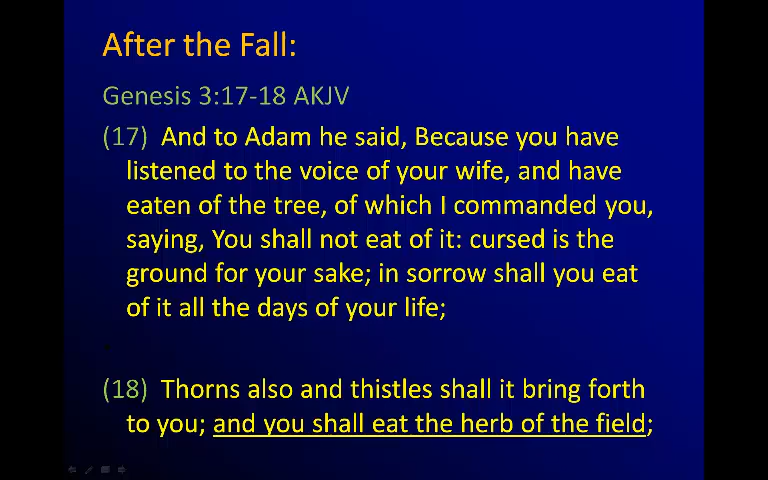 After the Fall:
Genesis 3:17-18 AKJV
(17) And to Adam he said, Because you have
listened to the voice of your wife, and have
eaten of the tree, of which I commanded you,
saying, You shall not eat of it: cursed is the
ground for your sake; in sorrow shall you eat
of it all the days of your life;
(18) Thorns also and thistles shall it bring forth
to you; and you shall eat the herb of the field;